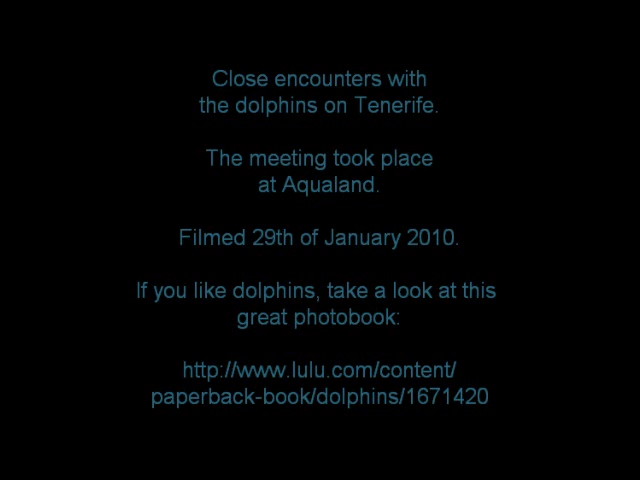 Close encounters with
the dolphins on Tenerife.
The meeting took place
at Aqualand.
Filmed 29th of January 2010.
If you like dolphins, take a look at this
great photobook:
http://www.lulu.com/content/
paperback-book/dolphins/1671420